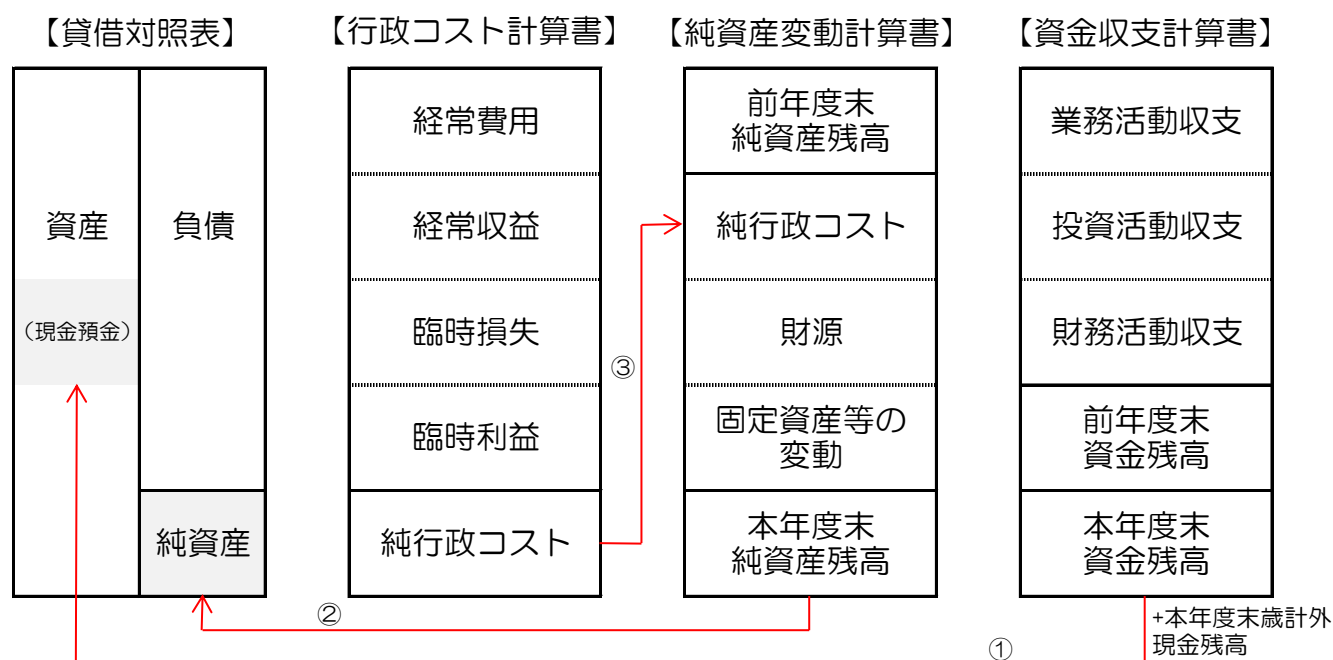 【貸借対照表】
資産
(現金預金)
負債
純資産
【行政コスト計算書】
経常費用
経常収益
臨時損失
臨時利益
純行政コスト
【純資産変動計算書】
前年度末
純資産残高
純行政コスト
財源
固定資産等の
変動
本年度末
純資産残高
【資金収支計算書】
業務活動収支
投資活動収支
財務活動収支
前年度末
資金残高
本年度末
資金残高
③
②
①
+本年度末歳計外
現金残高